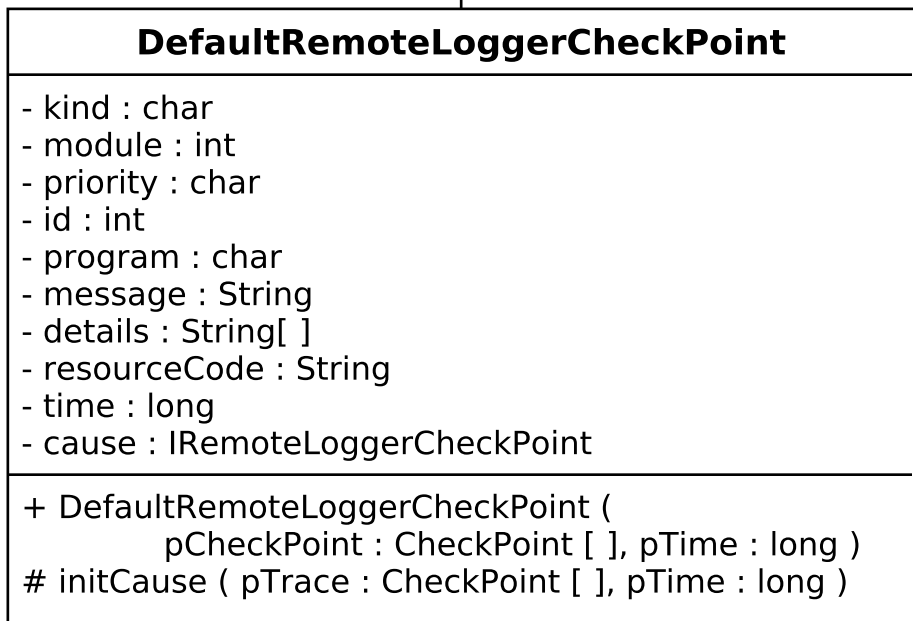 DefaultRemoteLoggerCheckPoint
- kind : char
- module : int
- priority : char
- id : int
- program : char
- message : String
- details : String[ ]
- resourceCode : String
- time : long
- cause : IRemoteLoggerCheckPoint
+ DefaultRemoteLoggerCheckPoint (
pCheckPoint : CheckPoint [ ], pTime : long )
# initCause ( pTrace : CheckPoint [ ], pTime : long )